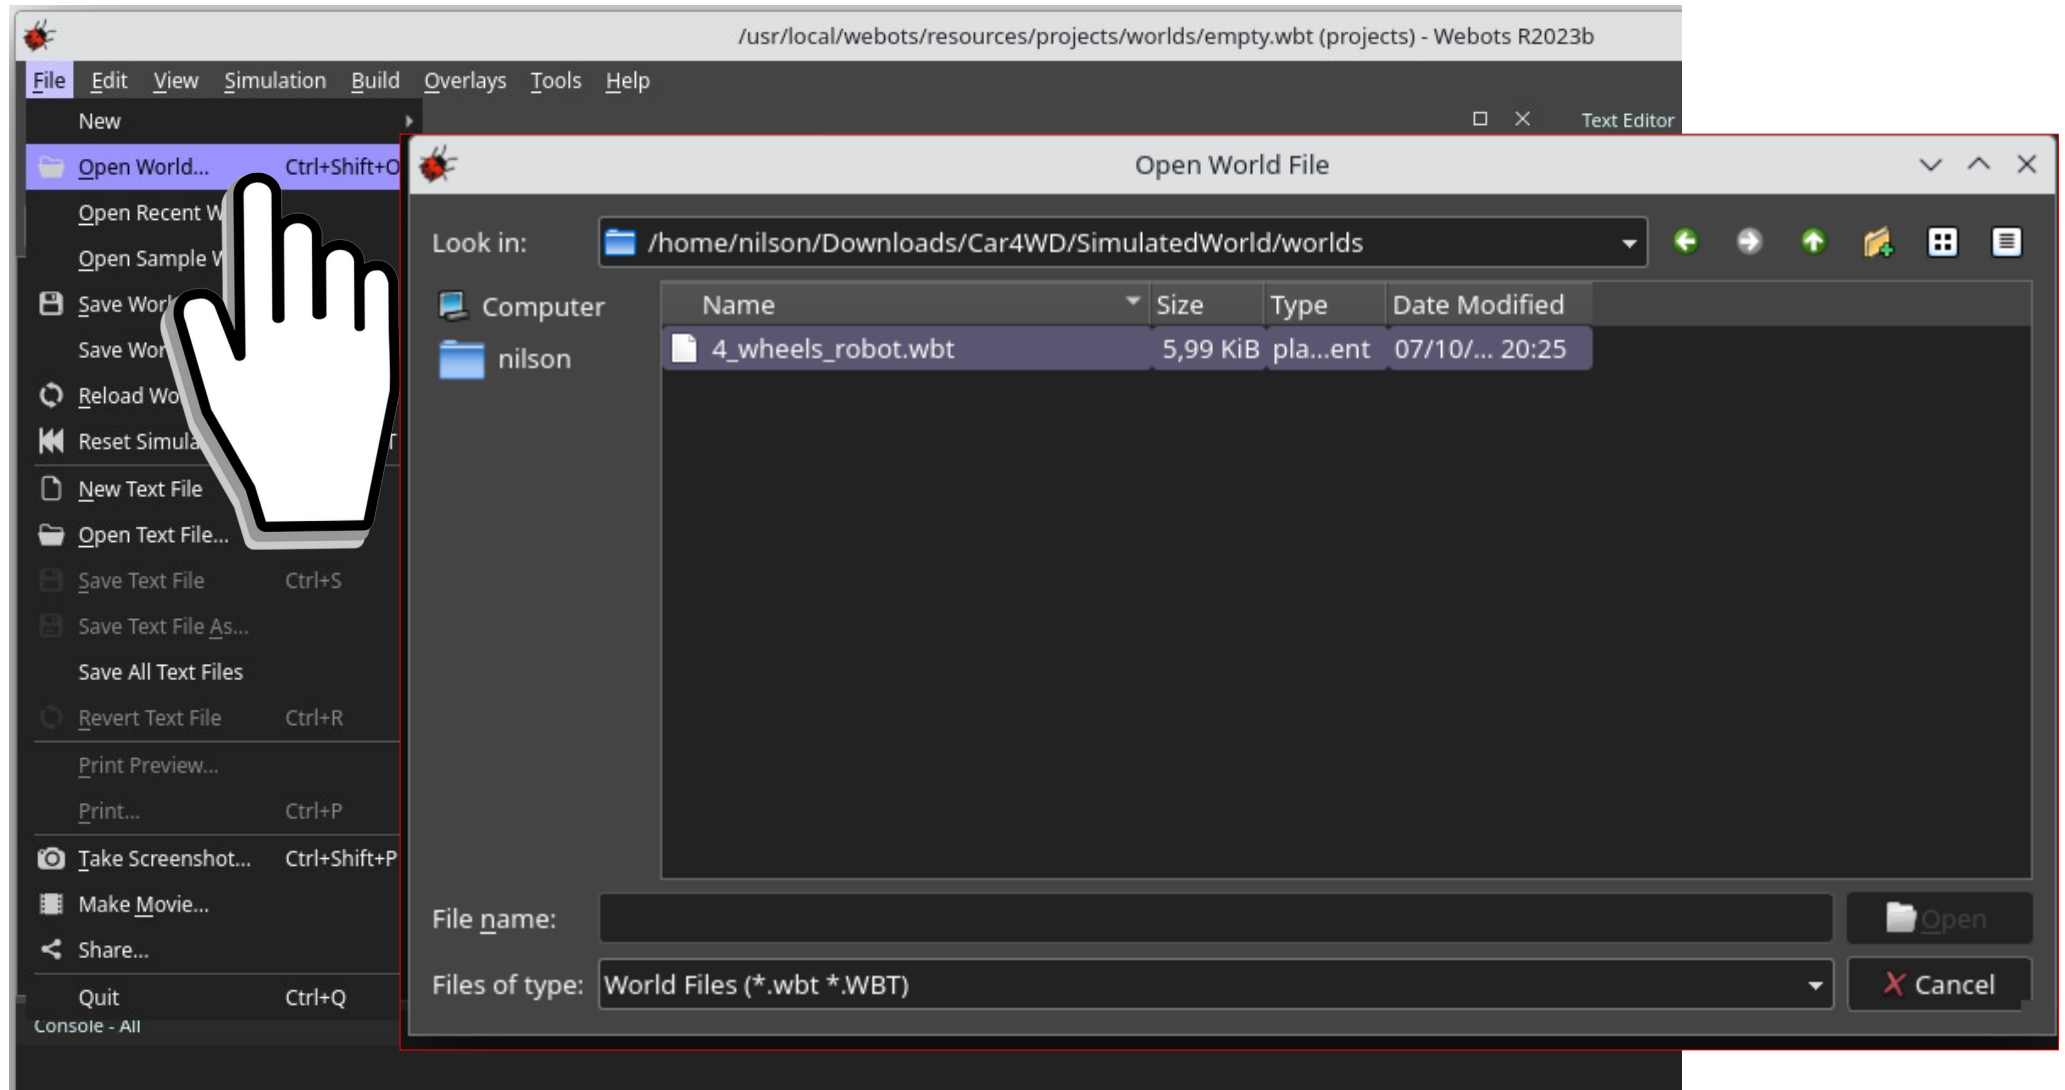 /usr/local/webots/resources/projects/worlds/empty.wbt (projects) - Webots R2023b
File Edit View Simulation Build Overlays Tools Help
New
Text Editor
Open World... Ctrl+Shift+O
Open Recent W
Open Sample W
Save Worl
Save Wor
Reload Wo
Reset Simula T
New Text File
Open Text File...
Save Text File Ctrl+S
Save Text File As...
Save All Text Files
Revert Text File Ctrl+R
Print Preview...
Print... Ctrl+P
Take Screenshot... Ctrl+Shift+P
Make Movie...
Share...
Quit Ctrl+Q
Console - All
Open World File
Look in: /home/nilson/Downloads/Car4WD/SimulatedWorld/worlds
Computer
nilson
Name Size Type Date Modified
4_wheels_robot.wbt 5,99 KiB pla...ent 07/10/... 20:25
File name: Open
Files of type: World Files (*.wbt *.WBT) Cancel